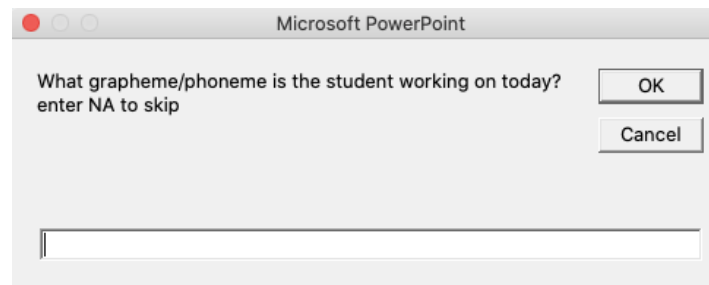 Microsoft PowerPoint
What grapheme/phoneme is the student working on today?
enter NA to skip
OK
Cancel